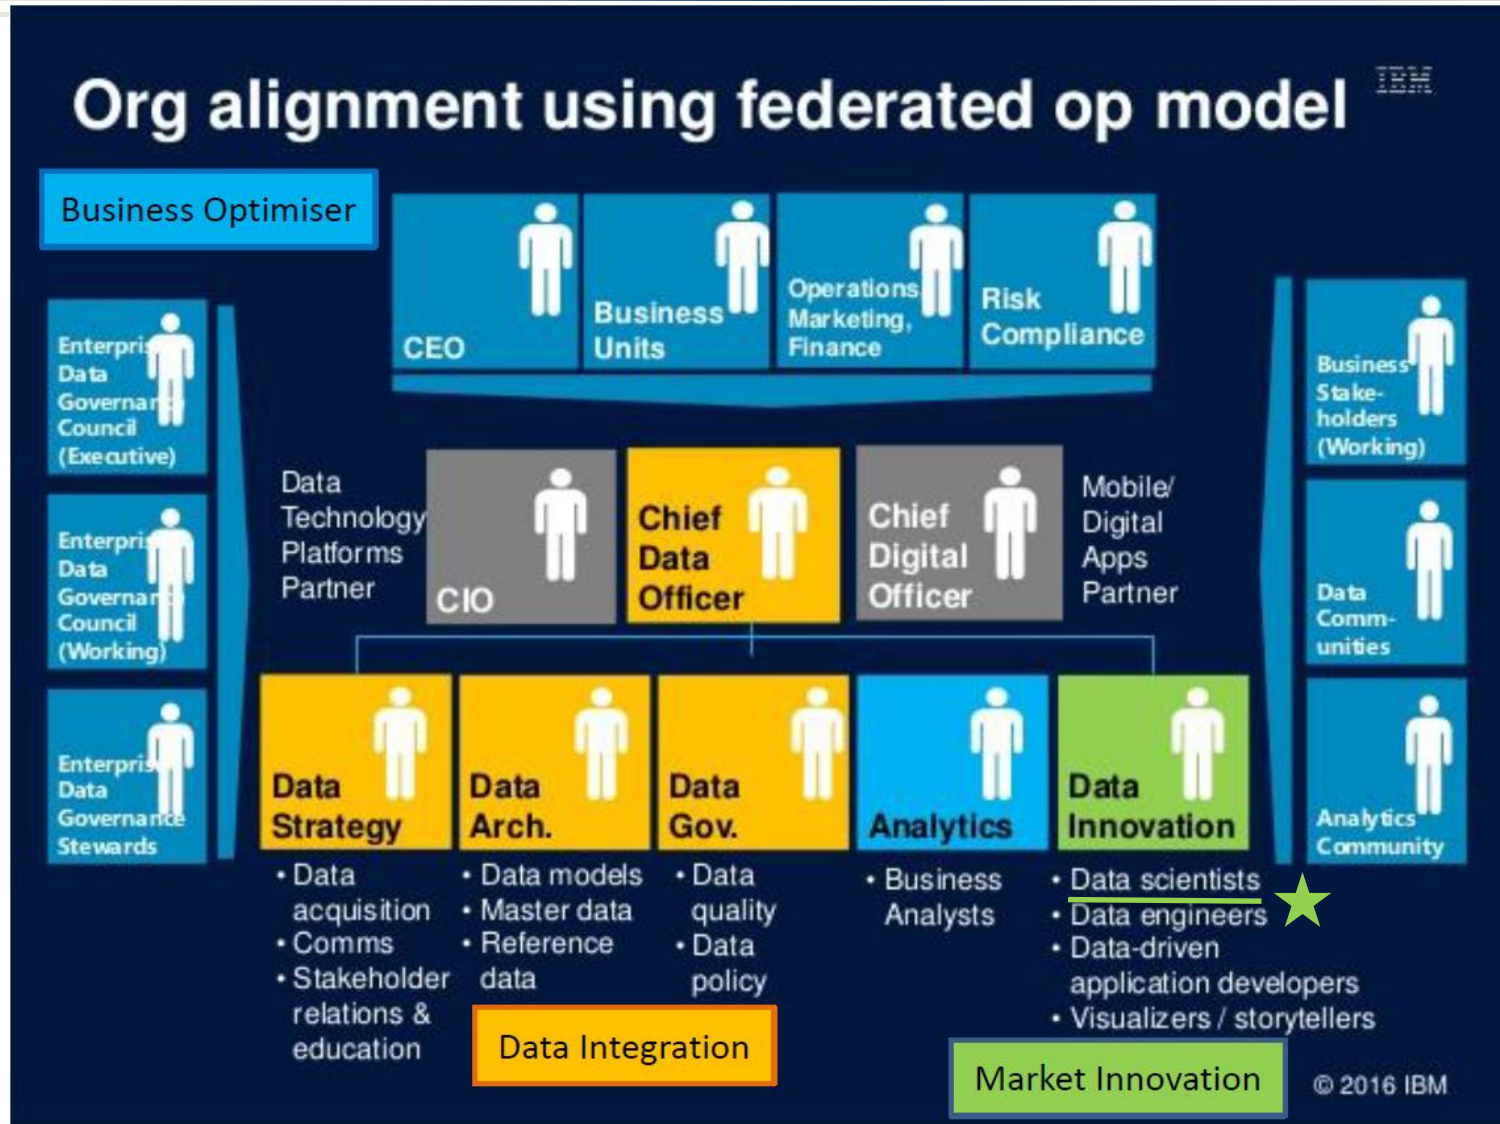 Org alignment using federated op model
IBM
Business Optimiser
CEO
Business
Units
Operations,
Marketing,
Finance
Risk
Compliance
Enterprise
Data
Governance
Council
(Executive)
Enterprise
Data
Governance
Council
(Working)
Enterprise
Data
Governance
Stewards
Data
Technology
Platforms
Partner
CIO
Chief
Data
Officer
Chief
Digital
Officer
Mobile/
Digital
Apps
Partner
Business
Stake-
holders
(Working)
Data
Comm-
unities
Analytics
Community
Data
Strategy
• Data
acquisition
• Comms
• Stakeholder
relations &
education
Data
Arch.
• Data models
• Master data
• Reference
data
Data
Gov.
• Data
quality
• Data
policy
Analytics
• Business
Analysts
Data
Innovation
• Data scientists
• Data engineers
• Data-driven
application developers
• Visualizers / storytellers
Data Integration
Market Innovation
© 2016 IBM